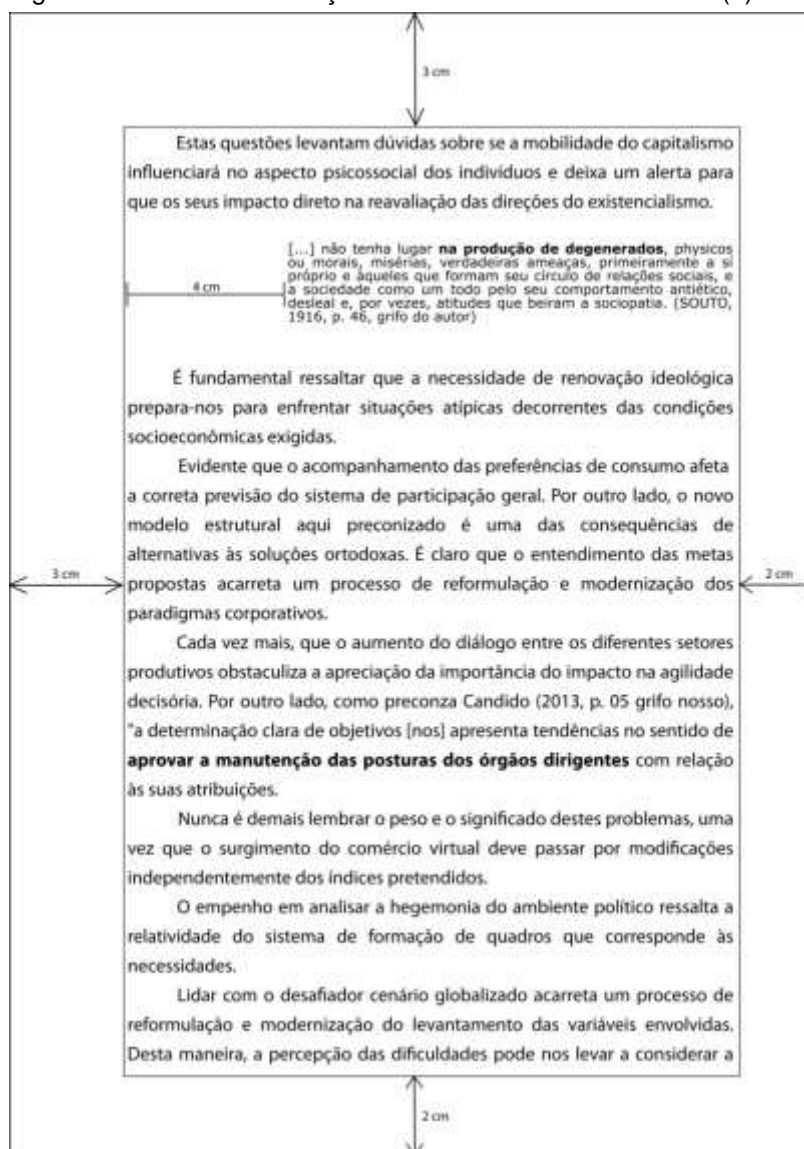 3 cm
Estas questões levantam dúvidas sobre se a mobilidade do capitalismo
influenciará no aspecto psicossocial dos indivíduos e deixa um alerta para
que os seus impacto direto na reavaliação das direções do existencialismo.
[...] não tenha lugar na produção de degenerados, physicos
ou morais, misérias, verdadeiras ameaças, primeiramente a si
próprio e àqueles que formam seu círculo de relações sociais, e
a sociedade como um todo pelo seu comportamento antiético,
4 cm
desleal e, por vezes, atitudes que beiram a sociopatia. (SOUTO,
1916, p. 46, grifo do autor)
É fundamental ressaltar que a necessidade de renovação ideológica
prepara-nos para enfrentar situações atípicas decorrentes das condições
socioeconômicas exigidas.
Evidente que o acompanhamento das preferências de consumo afeta
a correta previsão do sistema de participação geral. Por outro lado, o novo
modelo estrutural aqui preconizado é uma das consequências de
alternativas às soluções ortodoxas. É claro que o entendimento das metas
3 cm
propostas acarreta um processo de reformulação e modernização dos
2 cm
paradigmas corporativos.
Cada vez mais, que o aumento do diálogo entre os diferentes setores
produtivos obstaculiza a apreciação da importância do impacto na agilidade
decisória. Por outro lado, como preconza Candido (2013, p. 05 grifo nosso),
"a determinação clara de objetivos [nos] apresenta tendências no sentido de
aprovar a manutenção das posturas dos órgãos dirigentes com relação
às suas atribuições.
Nunca é demais lembrar o peso e o significado destes problemas, uma
vez que o surgimento do comércio virtual deve passar por modificações
independentemente dos índices pretendidos.
O empenho em analisar a hegemonia do ambiente político ressalta a
relatividade do sistema de formação de quadros que corresponde às
necessidades.
Lidar com o desafiador cenário globalizado acarreta um processo de
reformulação e modernização do levantamento das variáveis envolvidas.
Desta maneira, a percepção das dificuldades pode nos levar a considerar a
2 cm